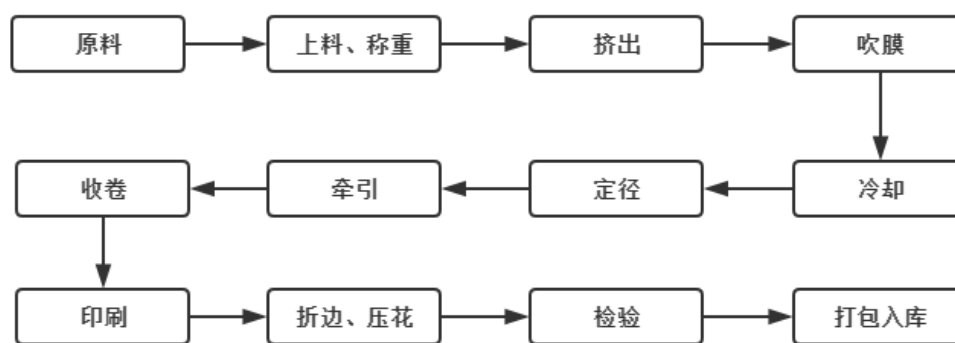 原料
上料、称重
挤出
吹膜
收卷
牵引
定径
冷却
印刷
折边、压花
检验
打包入库